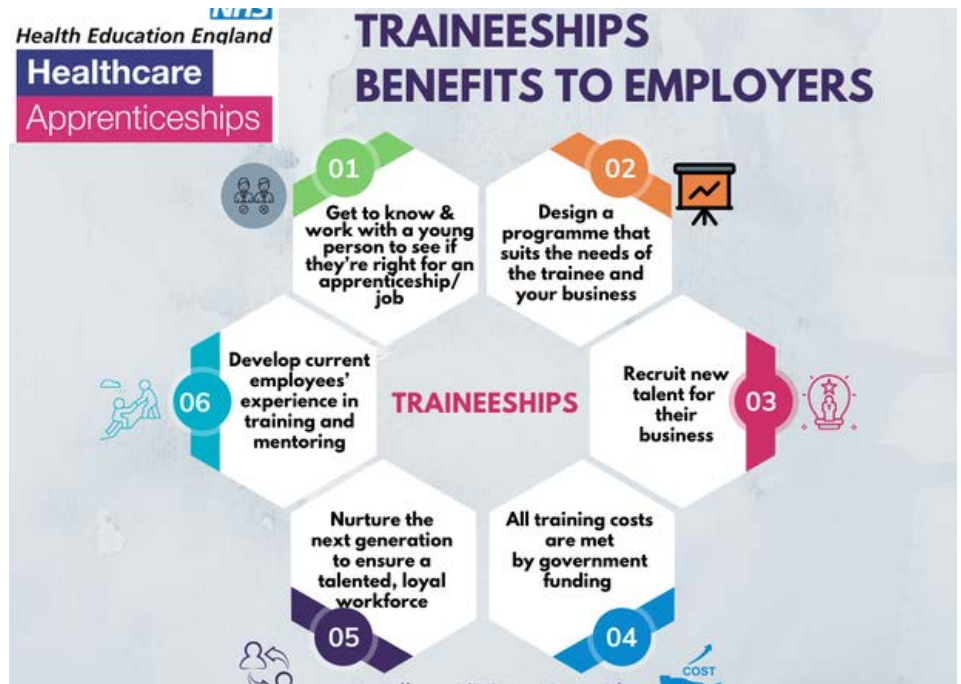 NHS
Health Education England
Healthcare
Apprenticeships
TRAINEESHIPS
BENEFITS TO EMPLOYERS
01
Get to know &
work with a young
person to see if
they're right for an
apprenticeship/
job
02
Design a
programme that
suits the needs of
the trainee and
your business
Recruit new
talent for
their
business
03
All training costs
are met
by government
funding
04
COST
Nurture the
next generation
to ensure a
talented, loyal
workforce
05
06
Develop current
employees'
experience in
training and
mentoring
TRAINEESHIPS